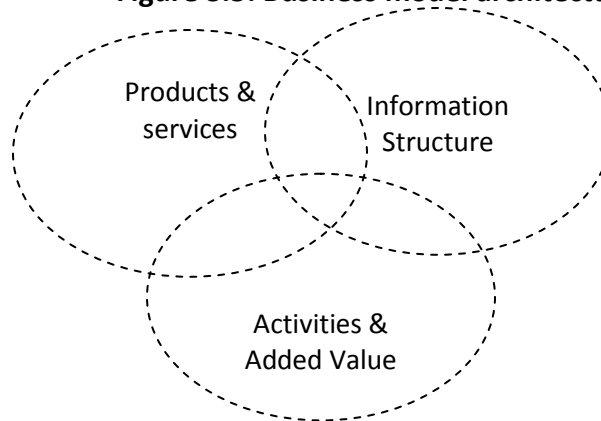 Products &
services
Information
Structure
Activities &
Added Value